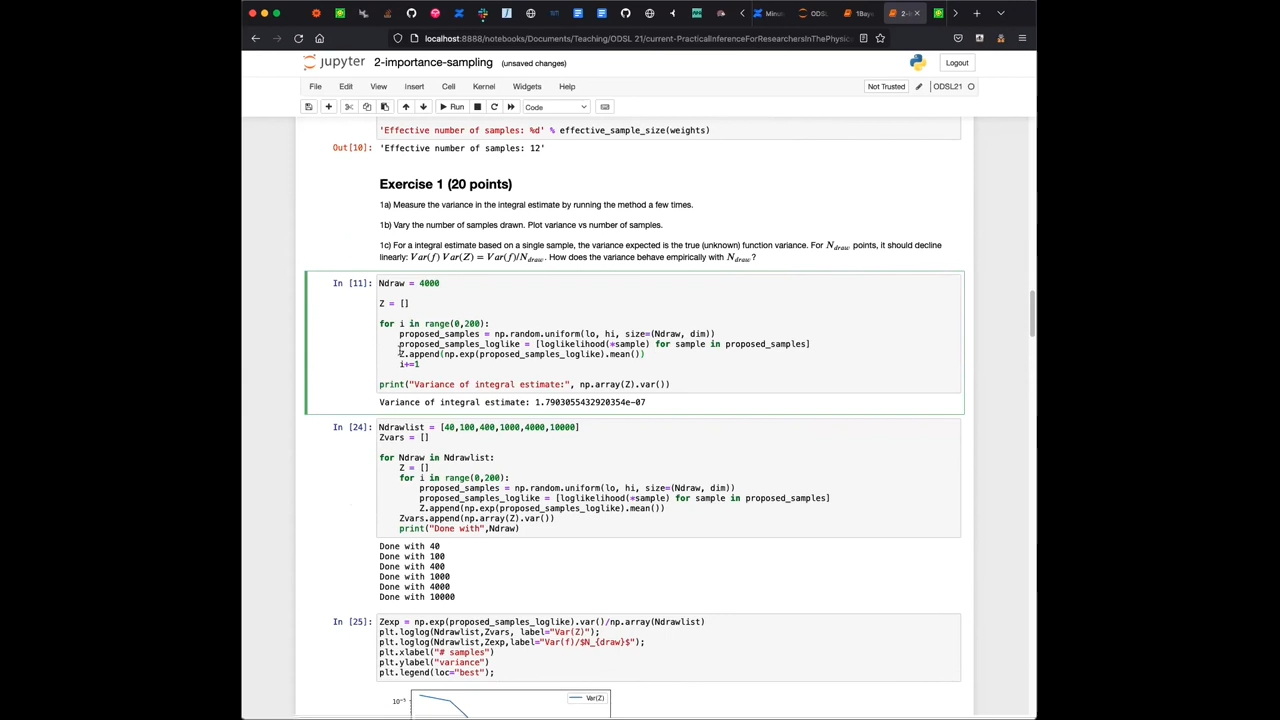 Minut
ODSL
1Baye
2-i
localhost:8888/notebooks/Documents/Teaching/ODSL 21/current-PracticalInferenceForResearchersInThePhysic
jupyter 2-importance-sampling (unsaved changes)
Logout
File Edit View Insert Cell Kernel Widgets Help
Not Trusted
ODSL21
Run
Code
'Effective number of samples: %d' % effective_sample_size(weights)
Out[10]: 'Effective number of samples: 12'
Exercise 1 (20 points)
1a) Measure the variance in the integral estimate by running the method a few times.
1b) Vary the number of samples drawn. Plot variance vs number of samples.
1c) For a integral estimate based on a single sample, the variance expected is the true (unknown) function variance. For N_draw points, it should decline
linearly: Var(f) Var(Z) = Var(f)/N_draw. How does the variance behave empirically with N_draw?
In [11]: Ndraw = 4000
Z = []
for i in range(0,200):
proposed_samples = np.random.uniform(lo, hi, size=(Ndraw, dim))
proposed_samples_loglike = [loglikelihood(*sample) for sample in proposed_samples]
Z.append(np.exp(proposed_samples_loglike).mean())
i+=1
print("Variance of integral estimate:", np.array(Z).var())
Variance of integral estimate: 1.7903055432920354e-07
In [24]: Ndrawlist = [40,100,400,1000,4000,10000]
Zvars = []
for Ndraw in Ndrawlist:
Z = []
for i in range(0,200):
proposed_samples = np.random.uniform(lo, hi, size=(Ndraw, dim))
proposed_samples_loglike = [loglikelihood(*sample) for sample in proposed_samples]
Z.append(np.exp(proposed_samples_loglike).mean())
Zvars.append(np.array(Z).var())
print("Done with",Ndraw)
Done with 40
Done with 100
Done with 400
Done with 1000
Done with 4000
Done with 10000
In [25]: Zexp = np.exp(proposed_samples_loglike).var()/np.array(Ndrawlist)
plt.loglog(Ndrawlist,Zvars, label="Var(Z)");
plt.loglog(Ndrawlist,Zexp,label="Var(f)/$N_{draw}$");
plt.xlabel("# samples")
plt.ylabel("variance")
plt.legend(loc="best");
10⁻⁵
Var(Z)